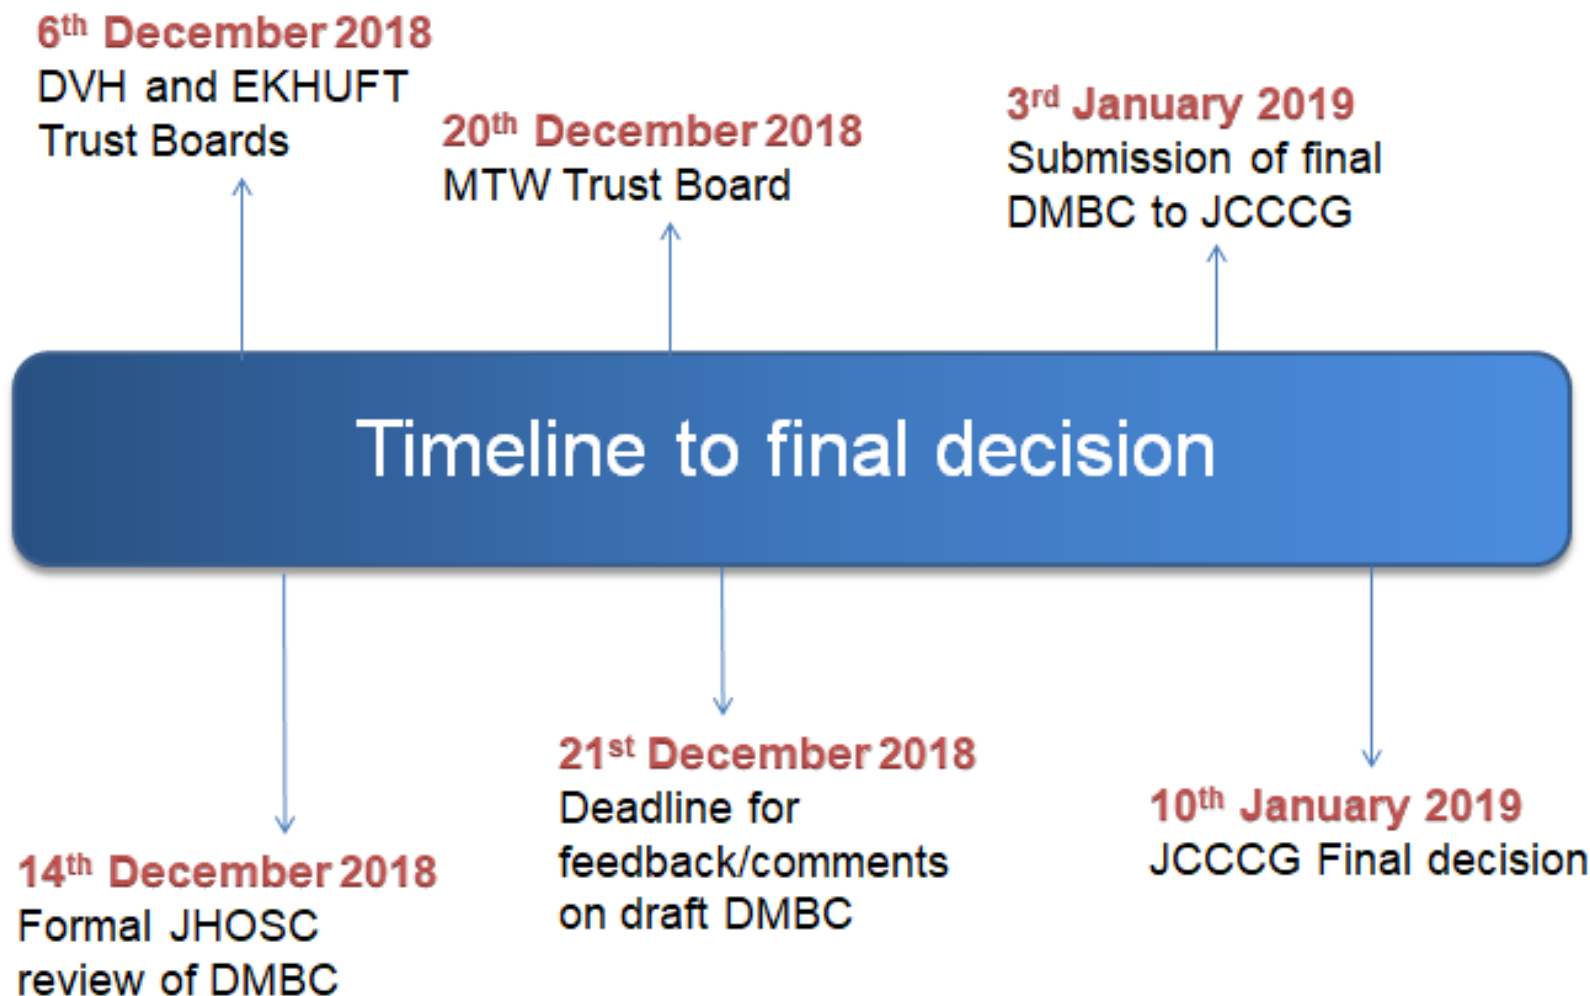 6th December 2018
DVH and EKHUFT
Trust Boards
20th December 2018
MTW Trust Board
3rd January 2019
Submission of final
DMBC to JCCCG
Timeline to final decision
14th December 2018
Formal JHOSC
review of DMBC
21st December 2018
Deadline for
feedback/comments
on draft DMBC
10th January 2019
JCCCG Final decision